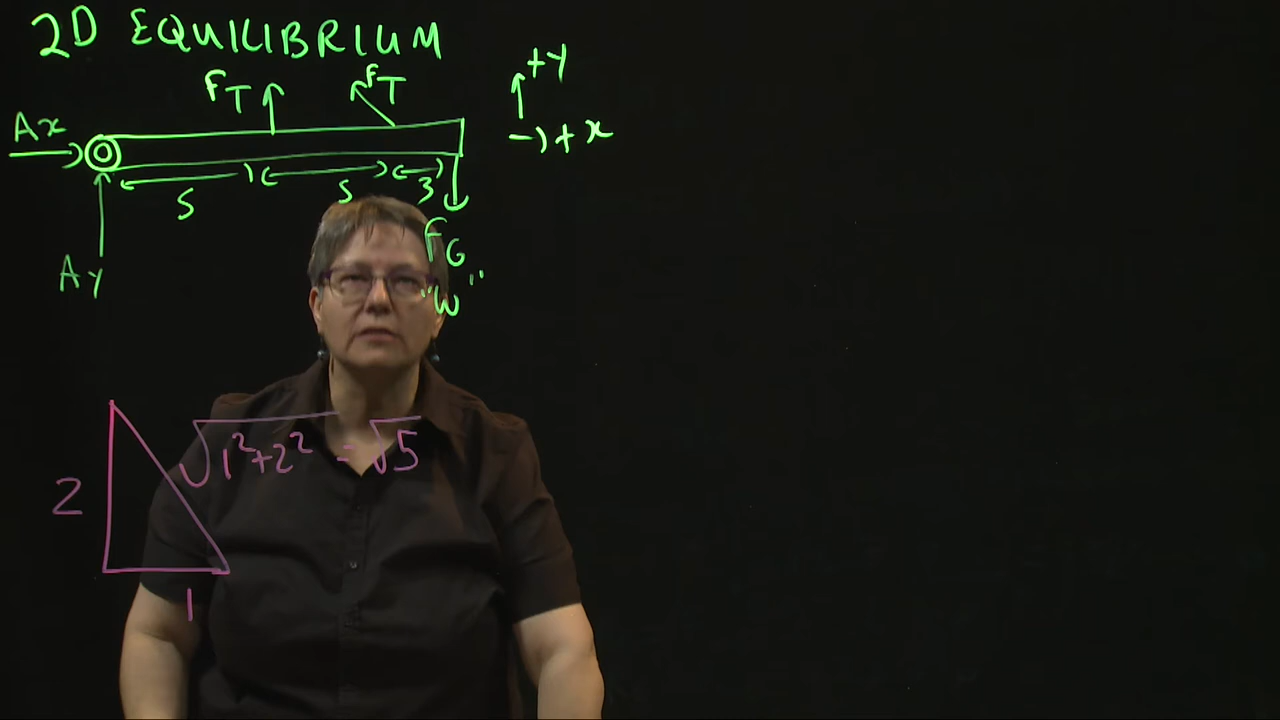 2D EQUILIBRIUM
FT FT
+y
Ax
→ + x
5 5 3
Ay
FG
"W"
√1²+2² = √5
2
1